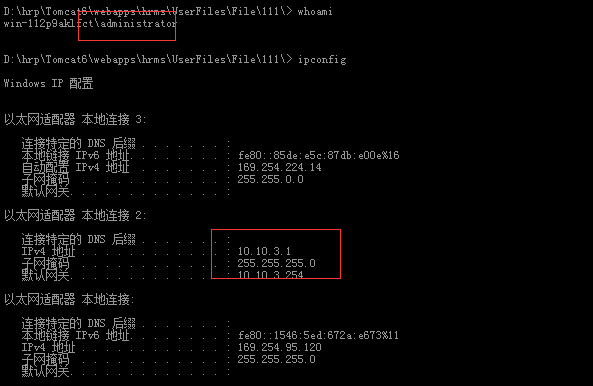 D:\hrp\Tomcat6\webapps\hrms\UserFiles\File\111\> whoami
win-112p9aklfct\administrator
D:\hrp\Tomcat6\webapps\hrms\UserFiles\File\111\> ipconfig
Windows IP 配置
以太网适配器 本地连接 3:
连接特定的 DNS 后缀 . . . . . . . :
本地链接 IPv6 地址. . . . . . . . : fe80::85de:e5c:87db:e00e%16
自动配置 IPv4 地址 . . . . . . . : 169.254.224.14
子网掩码 . . . . . . . . . . . . : 255.255.0.0
默认网关. . . . . . . . . . . . . :
以太网适配器 本地连接 2:
连接特定的 DNS 后缀 . . . . . . . :
IPv4 地址 . . . . . . . . . . . . : 10.10.3.1
子网掩码 . . . . . . . . . . . . : 255.255.255.0
默认网关. . . . . . . . . . . . . : 10.10.3.254
以太网适配器 本地连接:
连接特定的 DNS 后缀 . . . . . . . :
本地链接 IPv6 地址. . . . . . . . : fe80::1546:5ed:672a:e673%11
IPv4 地址 . . . . . . . . . . . . : 169.254.95.120
子网掩码 . . . . . . . . . . . . : 255.255.255.0
默认网关. . . . . . . . . . . . . :